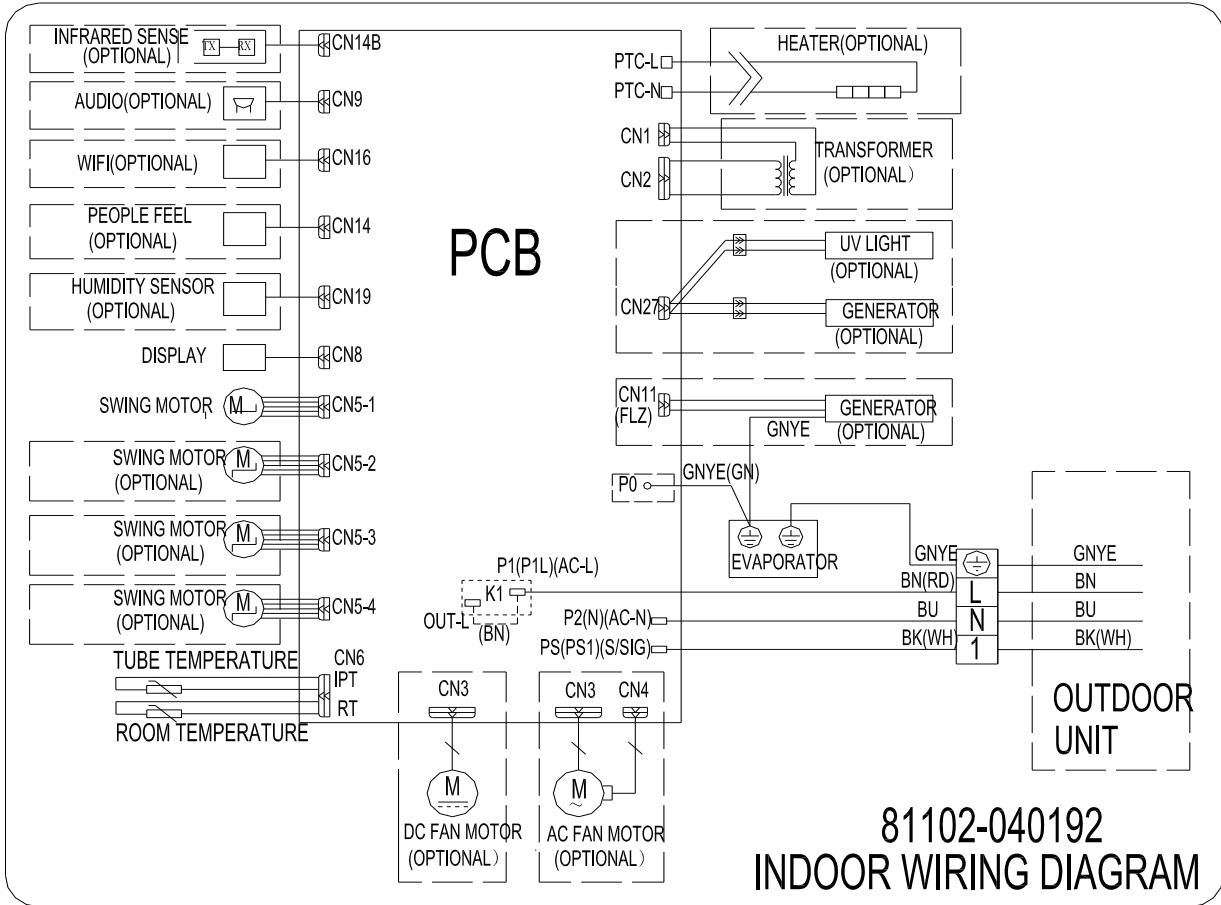 INFRARED SENSE
(OPTIONAL)
TX
RX
CN14B
AUDIO(OPTIONAL)
CN9
WIFI(OPTIONAL)
CN16
PEOPLE FEEL
(OPTIONAL)
CN14
HUMIDITY SENSOR
(OPTIONAL)
CN19
DISPLAY
CN8
SWING MOTOR
M
CN5-1
SWING MOTOR
(OPTIONAL)
M
CN5-2
SWING MOTOR
(OPTIONAL)
M
CN5-3
SWING MOTOR
(OPTIONAL)
M
CN5-4
TUBE TEMPERATURE
CN6
IPT
RT
ROOM TEMPERATURE
PCB
PTC-L
PTC-N
HEATER(OPTIONAL)
CN1
CN2
TRANSFORMER
(OPTIONAL）
CN27
UV LIGHT
(OPTIONAL)
GENERATOR
(OPTIONAL)
CN11
(FLZ)
GENERATOR
(OPTIONAL)
GNYE
P0
GNYE(GN)
EVAPORATOR
P1(P1L)(AC-L)
K1
OUT-L
(BN)
P2(N)(AC-N)
PS(PS1)(S/SIG)
GNYE
BN(RD)
BU
BK(WH)
L
N
1
GNYE
BN
BU
BK(WH)
OUTDOOR
UNIT
CN3
M
DC FAN MOTOR
(OPTIONAL）
CN3
CN4
M
~
AC FAN MOTOR
(OPTIONAL）
81102-040192
INDOOR WIRING DIAGRAM